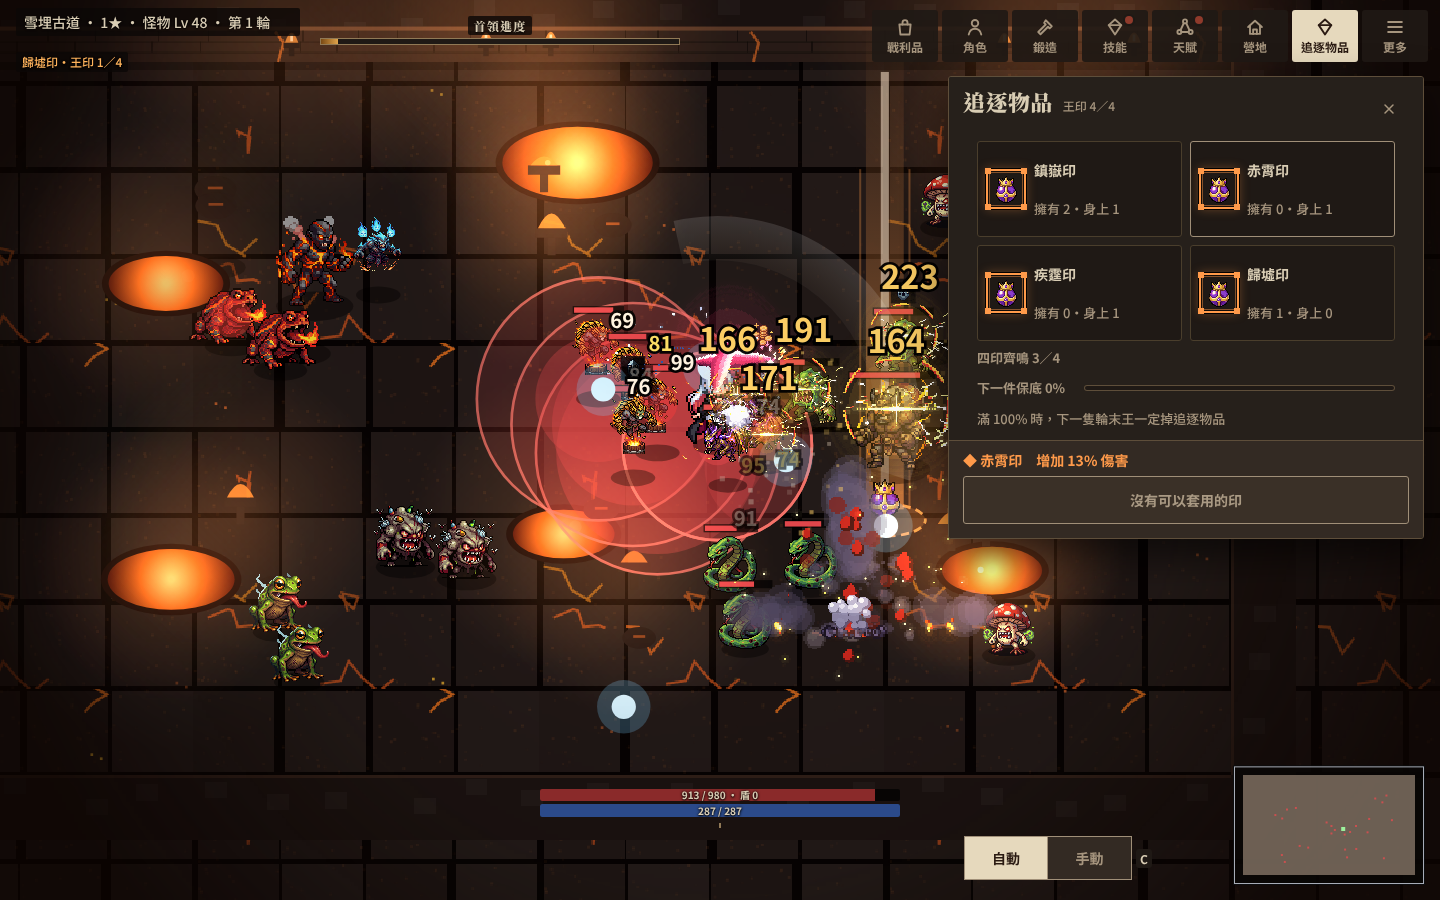 雪埋古道 · 1★ · 怪物 Lv 48 · 第 1 輪
歸墟印 · 王印 1／4
首領進度
戰利品
角色
鍛造
技能
天賦
營地
追逐物品
更多
追逐物品 王印 4／4
×
鎮嶽印
擁有 2 · 身上 1
赤霄印
擁有 0 · 身上 1
疾霆印
擁有 0 · 身上 1
歸墟印
擁有 1 · 身上 0
四印齊鳴 3／4
下一件保底 0%
滿 100% 時，下一隻輪末王一定掉追逐物品
◆ 赤霄印 增加 13% 傷害
沒有可以套用的印
223
69
81
166
191
164
99
76
171
74
95
74
91
913 / 980 · 盾 0
287 / 287
自動
手動
C